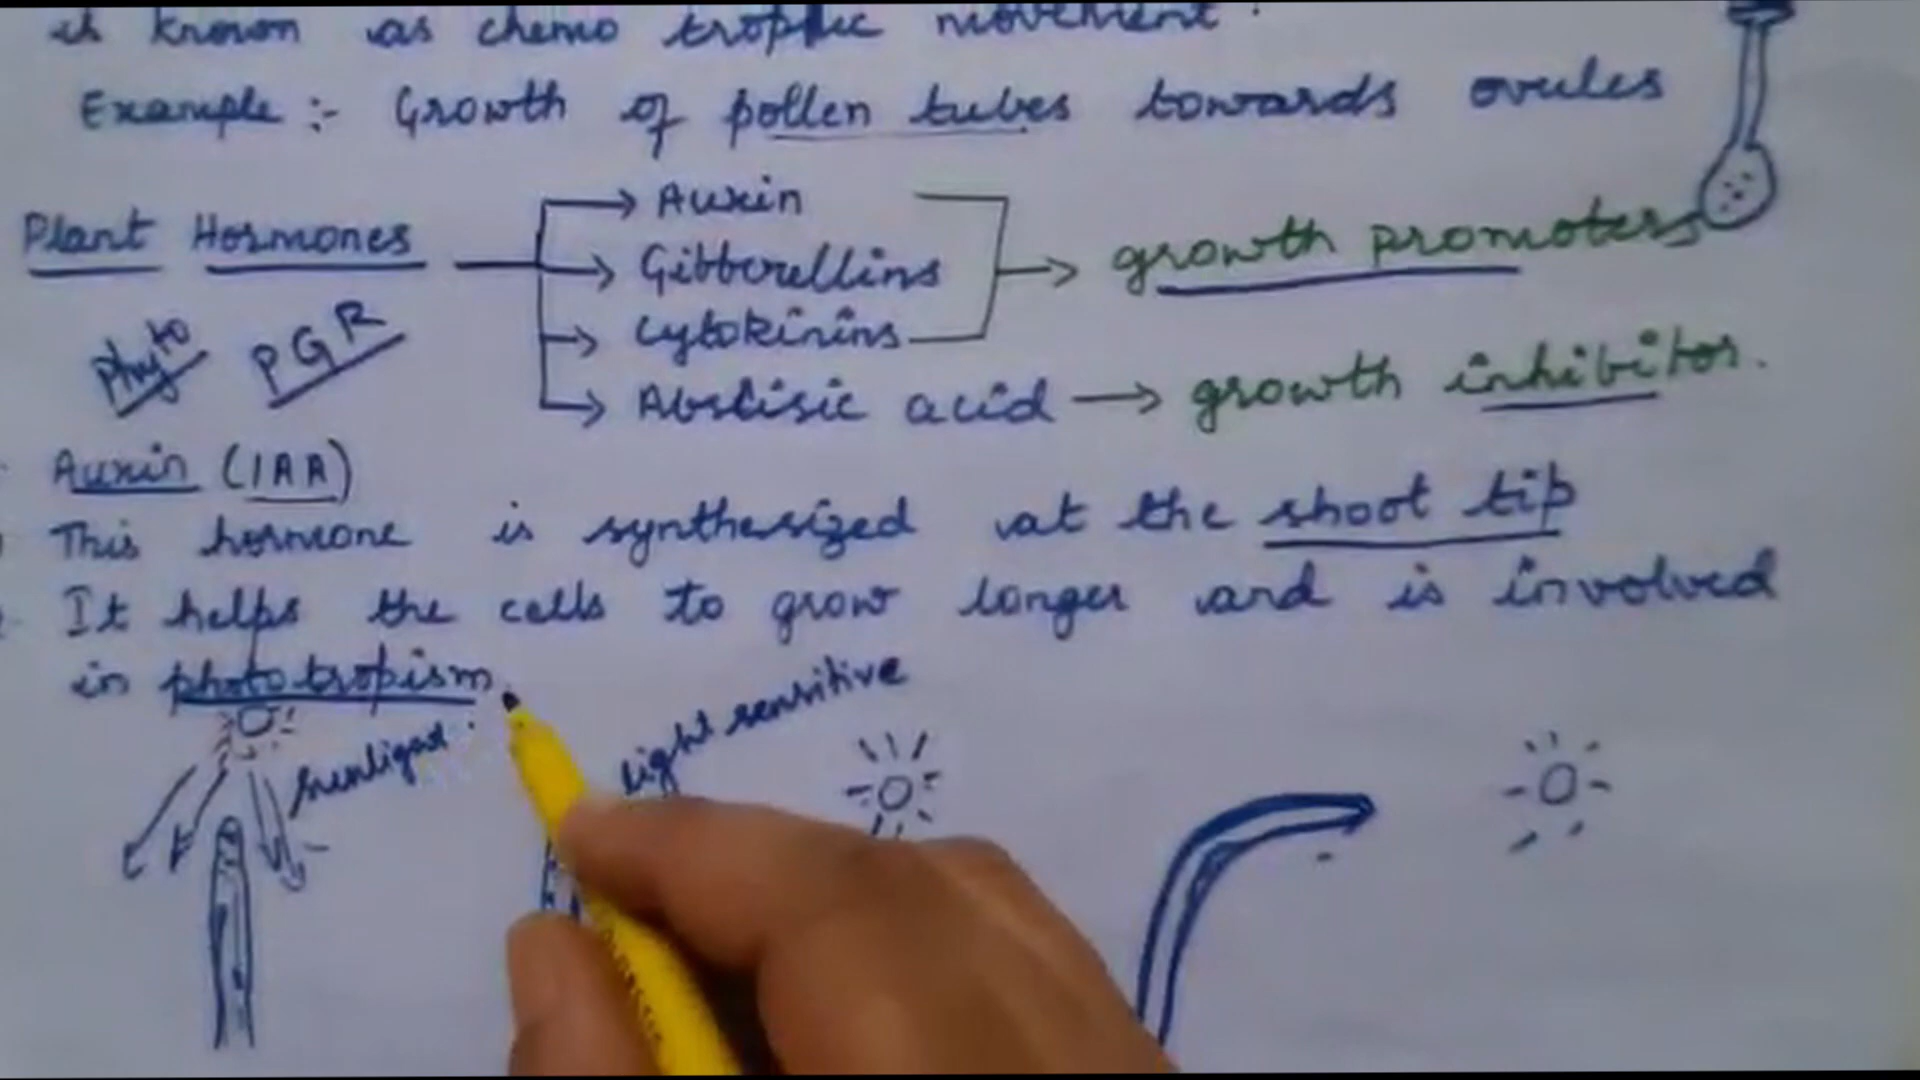 is known as chemo trophic movement.
Example :- Growth of pollen tubes towards ovules
Plant Hormones
Auxin
Gibberellins
Cytokinins
growth promoters
Abscisic acid
growth inhibitor.
Phyto PGR
Auxin (IAA)
This hormone is synthesized at the shoot tip
It helps the cells to grow longer and is involved
in phototropism.
sunlight
light sensitive